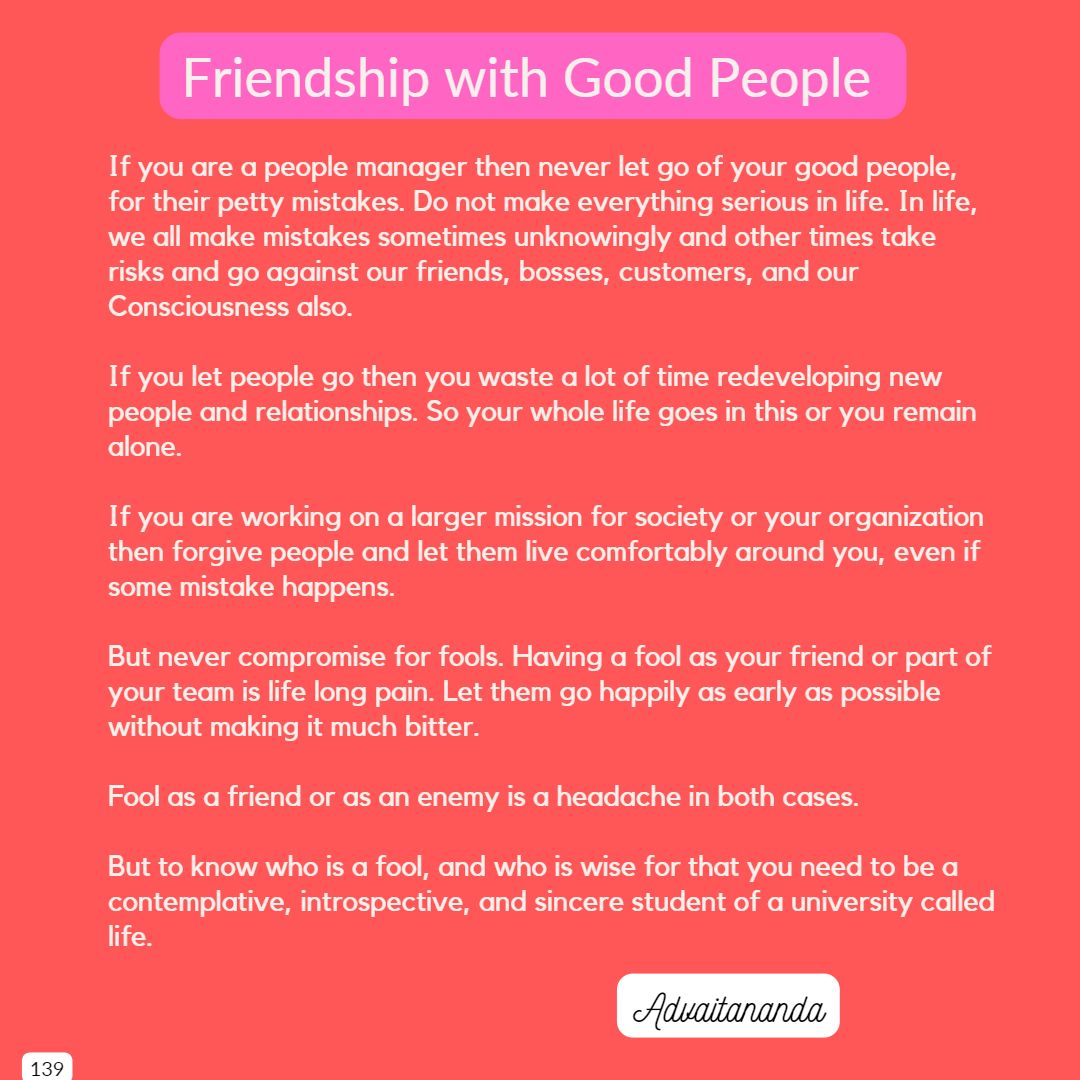 Friendship with Good People
If you are a people manager then never let go of your good people,
for their petty mistakes. Do not make everything serious in life. In life,
we all make mistakes sometimes unknowingly and other times take
risks and go against our friends, bosses, customers, and our
Consciousness also.
If you let people go then you waste a lot of time redeveloping new
people and relationships. So your whole life goes in this or you remain
alone.
If you are working on a larger mission for society or your organization
then forgive people and let them live comfortably around you, even if
some mistake happens.
But never compromise for fools. Having a fool as your friend or part of
your team is life long pain. Let them go happily as early as possible
without making it much bitter.
Fool as a friend or as an enemy is a headache in both cases.
But to know who is a fool, and who is wise for that you need to be a
contemplative, introspective, and sincere student of a university called
life.
Advaitananda
139